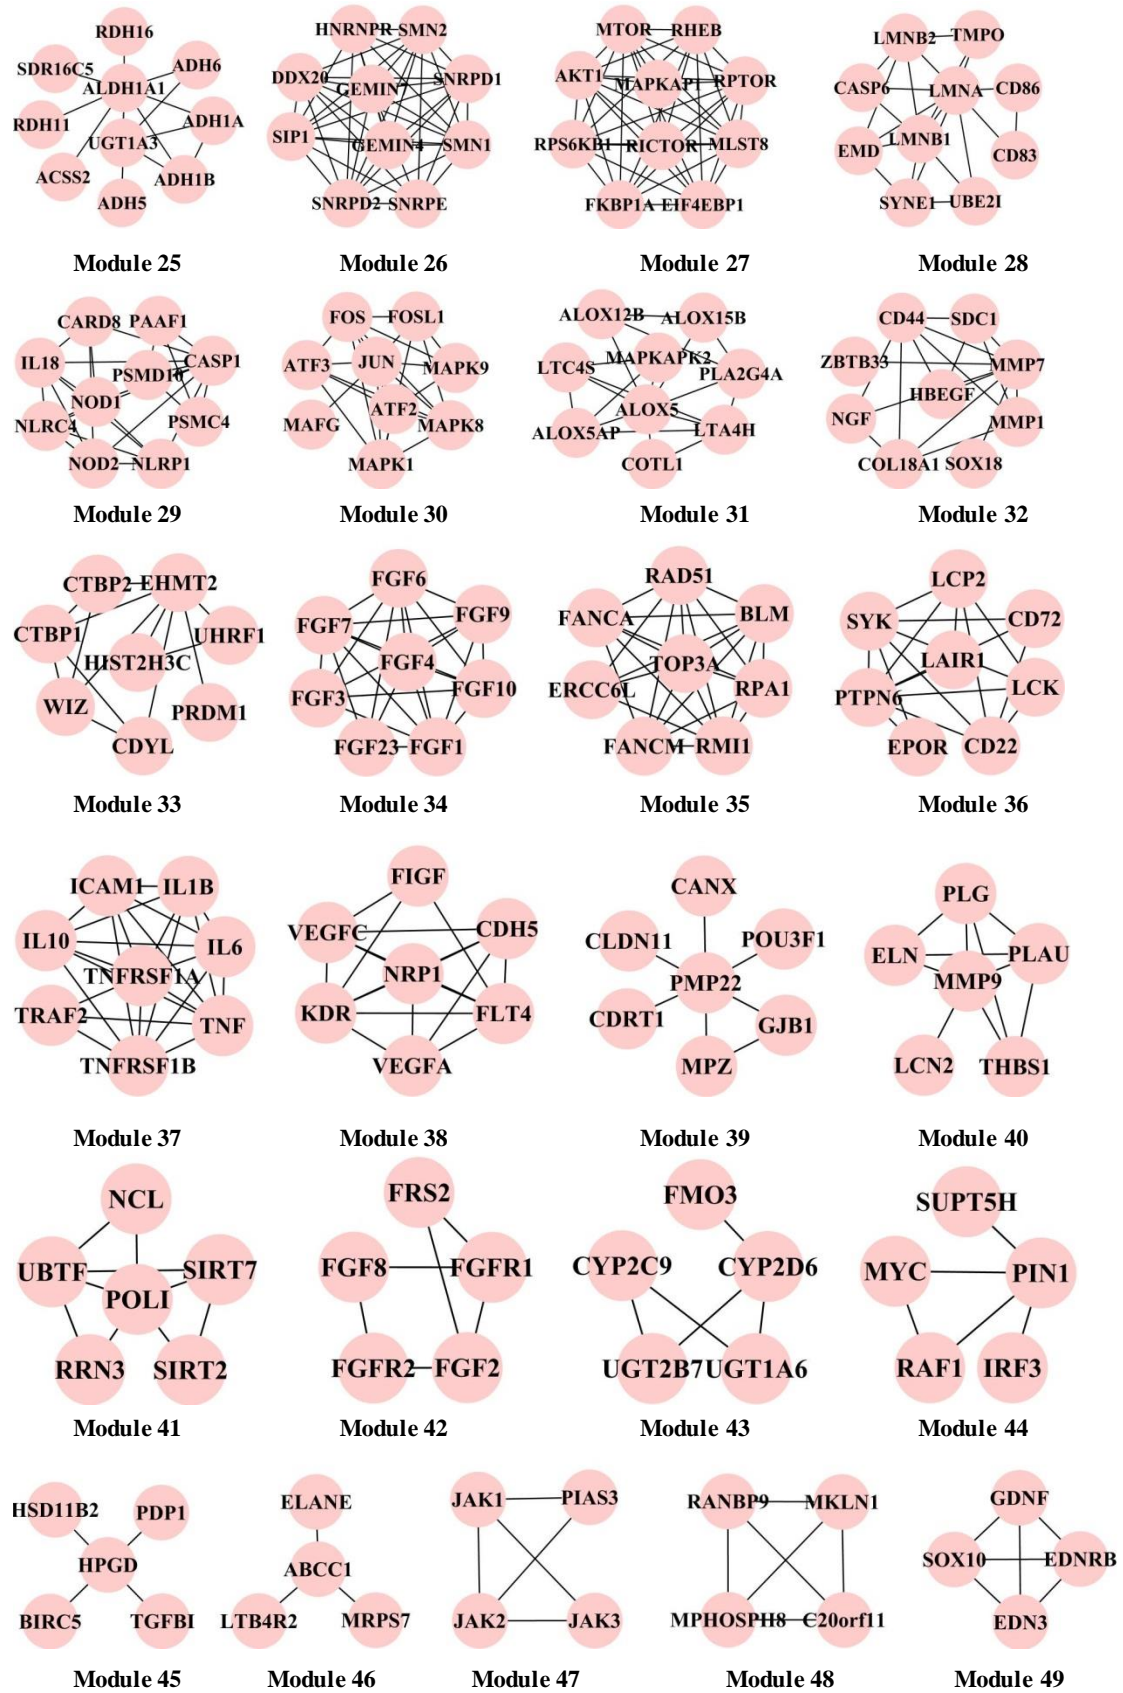 RDH16
SDR16C5
ADH6
ALDH1A1
RDH11
ADH1A
UGT1A3
ACSS2
ADH1B
ADH5
HNRNPR
SMN2
DDX20
SNRPD1
GEMIN
SIP1
GEMIN4
SMN1
SNRPD2
SNRPE
MTOR
RHEB
AKT1
MAPKAP1
RPTOR
RPS6KB1
RICTOR
MLST8
FKBP1A
EIF4EBP1
LMNB2
TMPO
CASP6
LMNA
CD86
LMNB1
EMD
CD83
SYNE1
UBE2I
Module 25
Module 26
Module 27
Module 28
CARD8
PAAF1
IL18
CASP1
PSMD10
NOD1
NLRC4
PSMC4
NOD2
NLRP1
FOS
FOSL1
ATF3
JUN
MAPK9
ATF2
MAFG
MAPK8
MAPK1
ALOX12B
ALOX15B
LTC4S
MAPKAPK2
PLA2G4A
ALOX5
ALOX5AP
LTA4H
COTL1
CD44
SDC1
ZBTB33
MMP7
HBEGF
NGF
MMP1
COL18A1
SOX18
Module 29
Module 30
Module 31
Module 32
CTBP2
EHMT2
CTBP1
UHRF1
HIST2H3C
WIZ
PRDM1
CDYL
FGF6
FGF7
FGF9
FGF4
FGF3
FGF10
FGF23
FGF1
RAD51
FANCA
BLM
TOP3A
ERCC6L
RPA1
FANCM
RMI1
LCP2
SYK
CD72
LAIR1
PTPN6
LCK
EPOR
CD22
Module 33
Module 34
Module 35
Module 36
ICAM1
IL1B
IL10
IL6
TNFRSF1A
TRAF2
TNF
TNFRSF1B
FIGF
VEGFC
CDH5
NRP1
KDR
FLT4
VEGFA
CANX
CLDN11
POU3F1
PMP22
CDRT1
GJB1
MPZ
PLG
ELN
PLAU
MMP9
LCN2
THBS1
Module 37
Module 38
Module 39
Module 40
NCL
UBTF
SIRT7
POLI
RRN3
SIRT2
FRS2
FGF8
FGFR1
FGFR2
FGF2
FMO3
CYP2C9
CYP2D6
UGT2B7
UGT1A6
SUPT5H
MYC
PIN1
RAF1
IRF3
Module 41
Module 42
Module 43
Module 44
HSD11B2
PDP1
HPGD
BIRC5
TGFBI
ELANE
ABCC1
LTB4R2
MRPS7
JAK1
PIAS3
JAK2
JAK3
RANBP9
MKLN1
MPHOSPH8
C20orf11
GDNF
SOX10
EDNRB
EDN3
Module 45
Module 46
Module 47
Module 48
Module 49